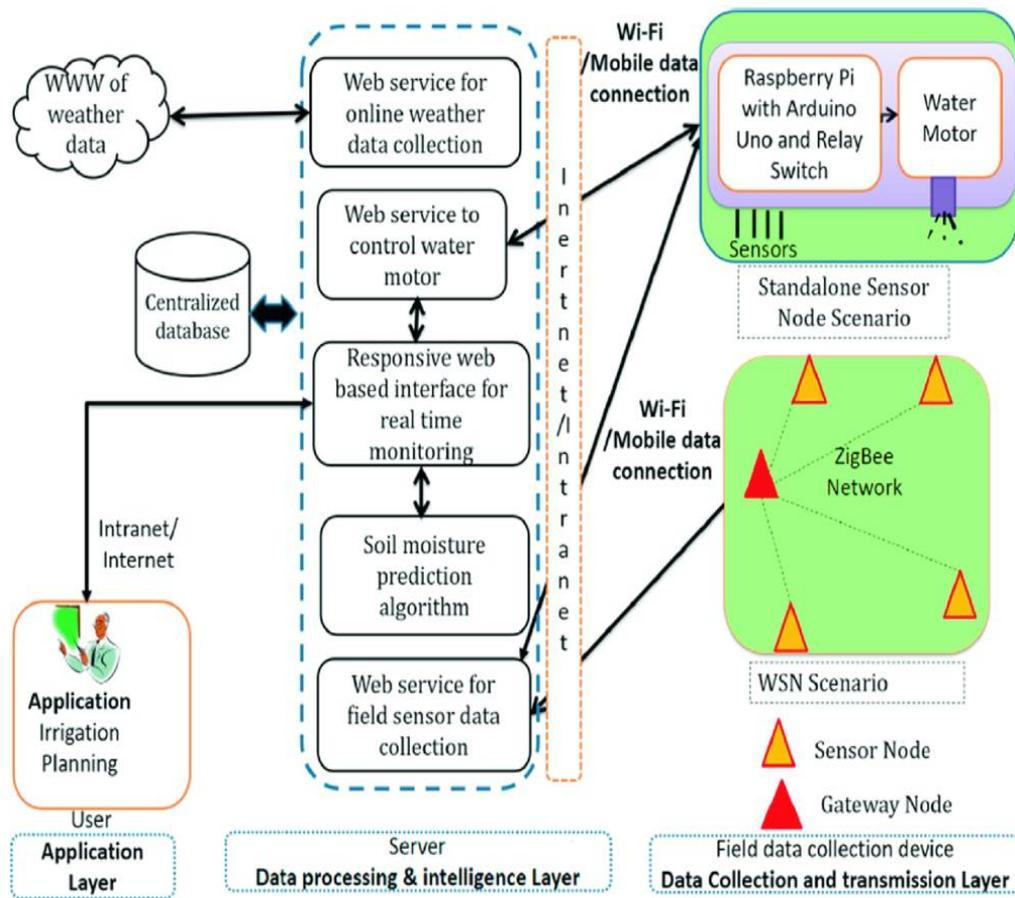 WWW of
weather
data
Web service for
online weather
data collection
Web service to
control water
motor
Centralized
database
Responsive web
based interface for
real time
monitoring
Soil moisture
prediction
algorithm
Web service for
field sensor data
collection
Inertnet/Intranet
Intranet/
Internet
Application
Irrigation
Planning
User
Application
Layer
Server
Data processing & intelligence Layer
Wi-Fi
/Mobile data
connection
Raspberry Pi
with Arduino
Uno and Relay
Switch
Water
Motor
Sensors
Standalone Sensor
Node Scenario
Wi-Fi
/Mobile data
connection
ZigBee
Network
WSN Scenario
Sensor Node
Gateway Node
Field data collection device
Data Collection and transmission Layer